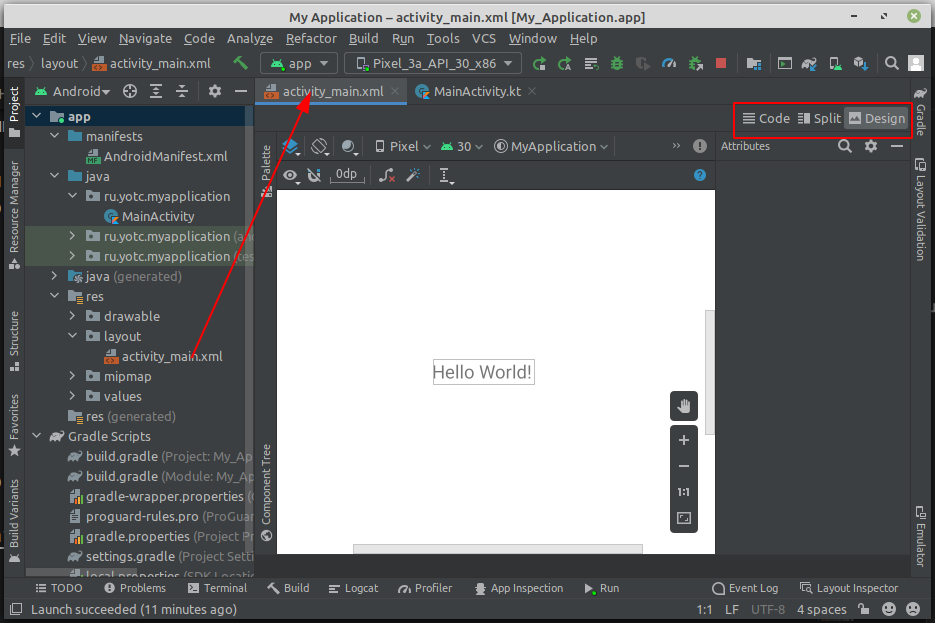 My Application – activity_main.xml [My_Application.app]
File Edit View Navigate Code Analyze Refactor Build Run Tools VCS Window Help
res layout activity_main.xml app Pixel_3a_API_30_x86
Project
Resource Manager
Structure
Favorites
Build Variants
Android
app
manifests
AndroidManifest.xml
java
ru.yotc.myapplication
MainActivity
ru.yotc.myapplication
ru.yotc.myapplication
java (generated)
res
drawable
layout
activity_main.xml
mipmap
values
res (generated)
Gradle Scripts
build.gradle (Project: My_Ap
build.gradle (Module: My_Ap
gradle-wrapper.properties
proguard-rules.pro (ProGuar
gradle.properties (Project Pr
settings.gradle (Project Setti
local.properties (SDK Locatio
activity_main.xml MainActivity.kt
Code Split Design
Palette
Component Tree
Pixel 30 MyApplication
0dp
Attributes
Hello World!
1:1
Gradle
Layout Validation
Emulator
TODO Problems Terminal Build Logcat Profiler App Inspection Run Event Log Layout Inspector
Launch succeeded (11 minutes ago) 1:1 LF UTF-8 4 spaces